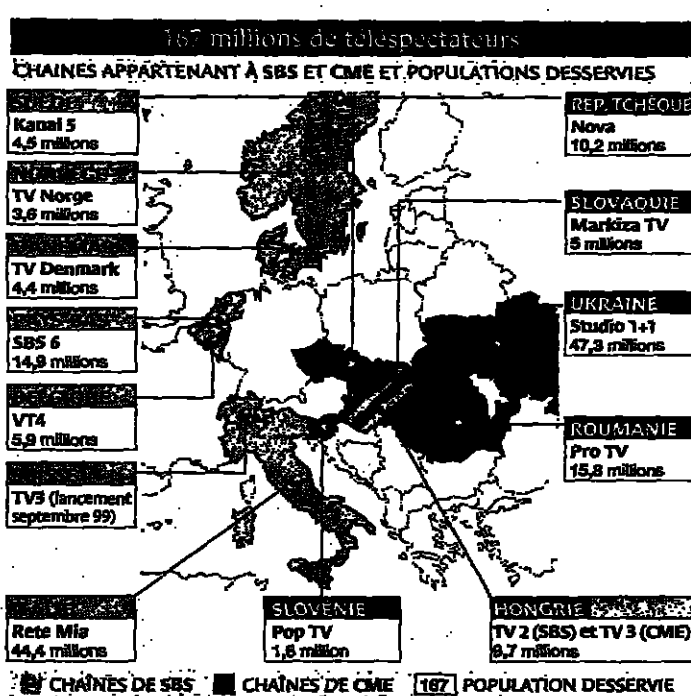 167 millions de téléspectateurs
CHAINES APPARTENANT À SBS ET CME ET POPULATIONS DESSERVIES
Kanal 5
4,5 millions
TV Norge
3,6 millions
TV Denmark
4,4 millions
SBS 6
14,9 millions
VT4
5,9 millions
TV3 (lancement
septembre 99)
Rete Mia
44,4 millions
SLOVÉNIE
Pop TV
1,6 million
HONGRIE
TV 2 (SBS) et TV 3 (CME)
millions
RÉP. TCHÈQUE
Nova
10,2 millions
SLOVAQUIE
Markiza TV
5 millions
UKRAINE
Studio 1+1
47,3 millions
ROUMANIE
Pro TV
15,8 millions
CHAÎNES DE SBS
CHAÎNES DE CME
167 POPULATION DESSERVIE